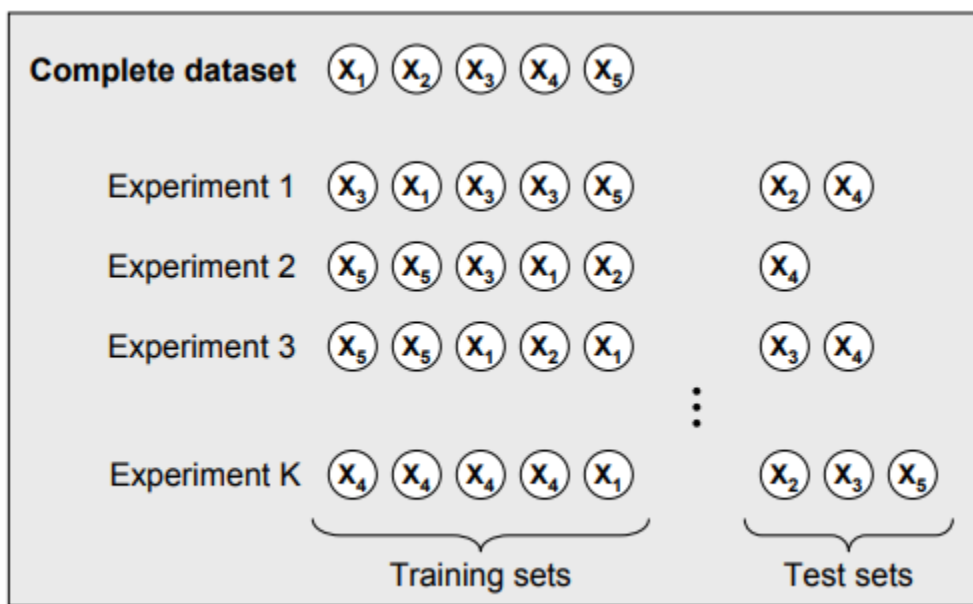 Complete dataset X₁ X₂ X₃ X₄ X₅
Experiment 1 X₃ X₁ X₃ X₃ X₅ X₂ X₄
Experiment 2 X₅ X₅ X₃ X₁ X₂ X₄
Experiment 3 X₅ X₅ X₁ X₂ X₁ X₃ X₄
⋮
Experiment K X₄ X₄ X₄ X₄ X₁ X₂ X₃ X₅
Training sets Test sets